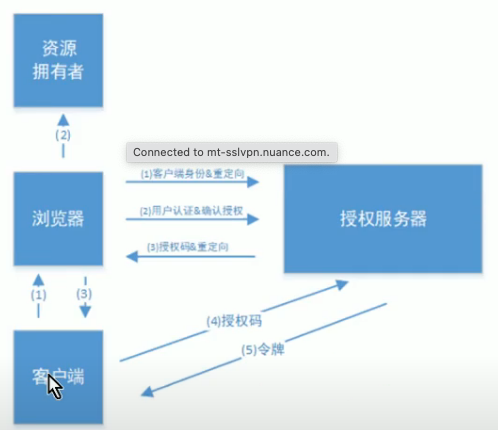 资源
拥有者
(2)
Connected to mt-sslvpn.nuance.com.
(1)客户端身份&重定向
浏览器
(2)用户认证&确认授权
授权服务器
(3)授权码&重定向
(1)
(3)
(4)授权码
(5)令牌
客户端